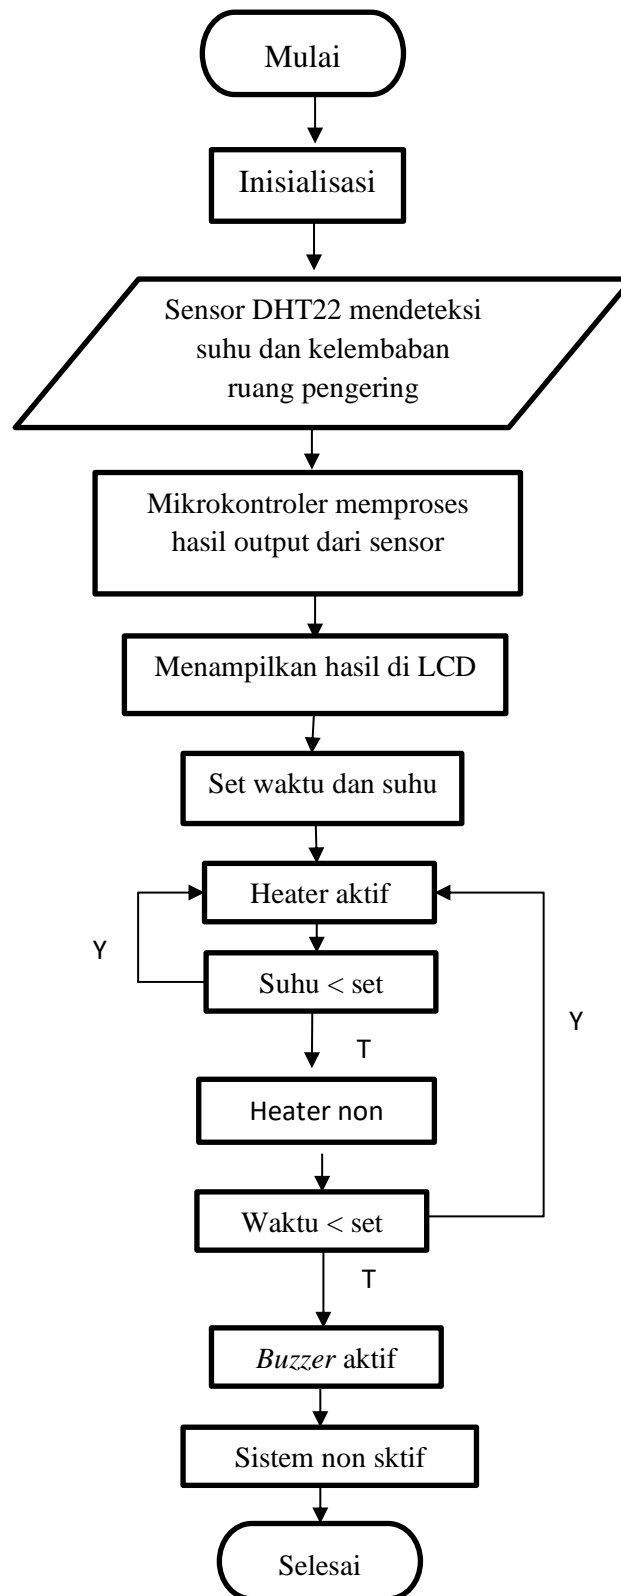 Mulai
Inisialisasi
Sensor DHT22 mendeteksi
suhu dan kelembaban
ruang pengering
Mikrokontroler memproses
hasil output dari sensor
Menampilkan hasil di LCD
Set waktu dan suhu
Heater aktif
Y
Suhu < set
Y
T
Heater non
Waktu < set
T
Buzzer aktif
Sistem non sktif
Selesai